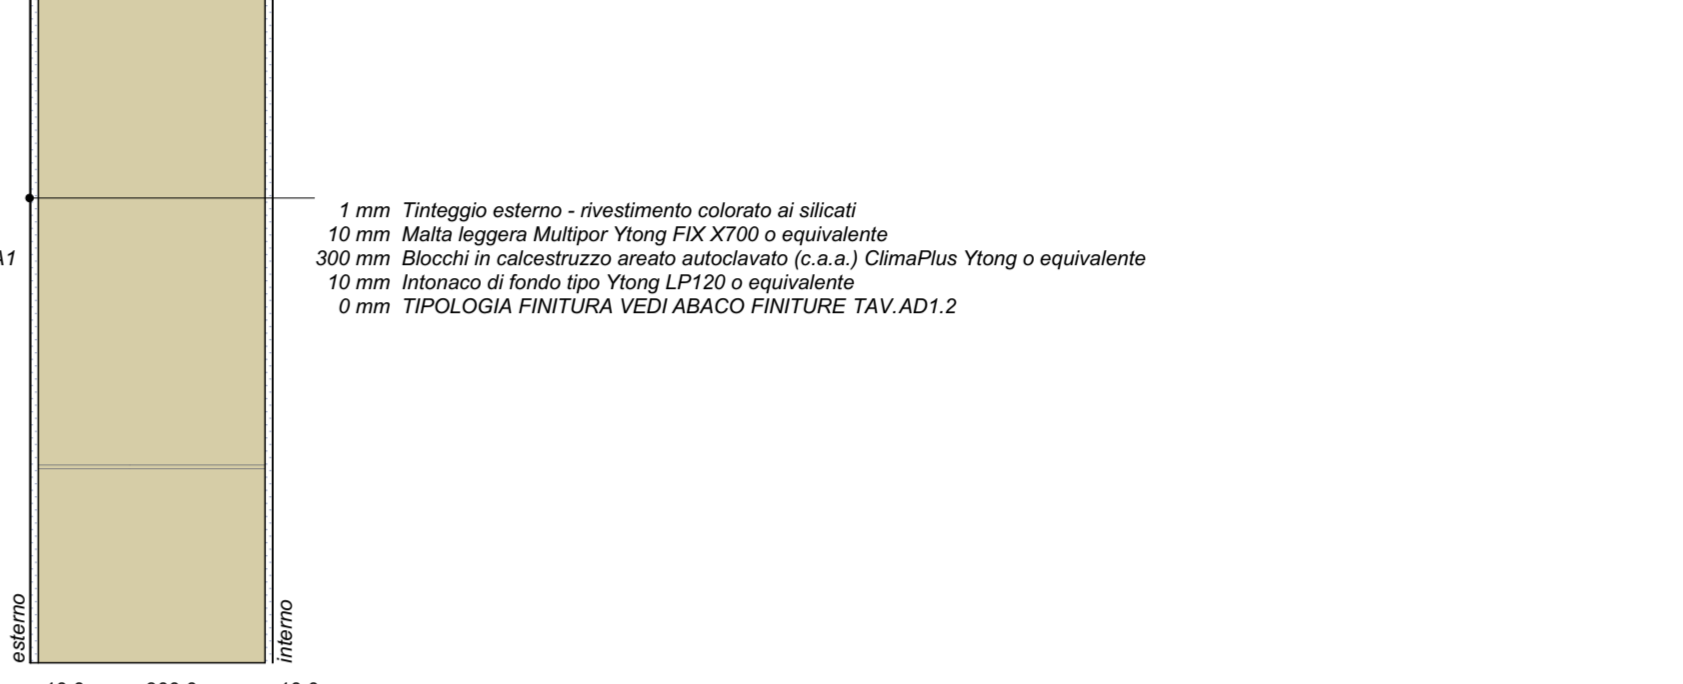 1 mm Tinteggio esterno - rivestimento colorato ai silicati
10 mm Malta leggera Multipor Ytong FIX X700 o equivalente
300 mm Blocchi in calcestruzzo areato autoclavato (c.a.a.) ClimaPlus Ytong o equivalente
10 mm Intonaco di fondo tipo Ytong LP120 o equivalente
0 mm TIPOLOGIA FINITURA VEDI ABACO FINITURE TAV.AD1.2
esterno
interno